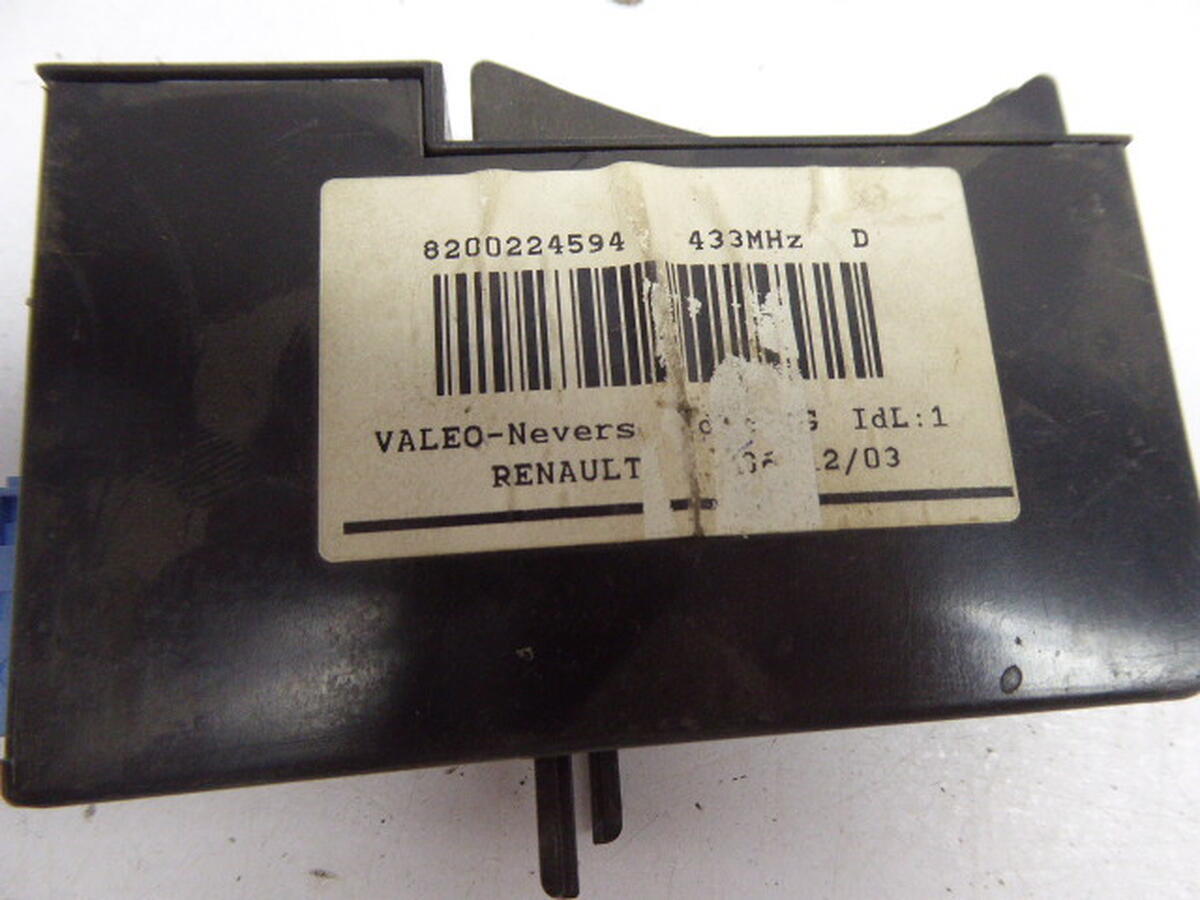 8200224594 433MHz D
VALEO-Nevers IdL:1
RENAULT